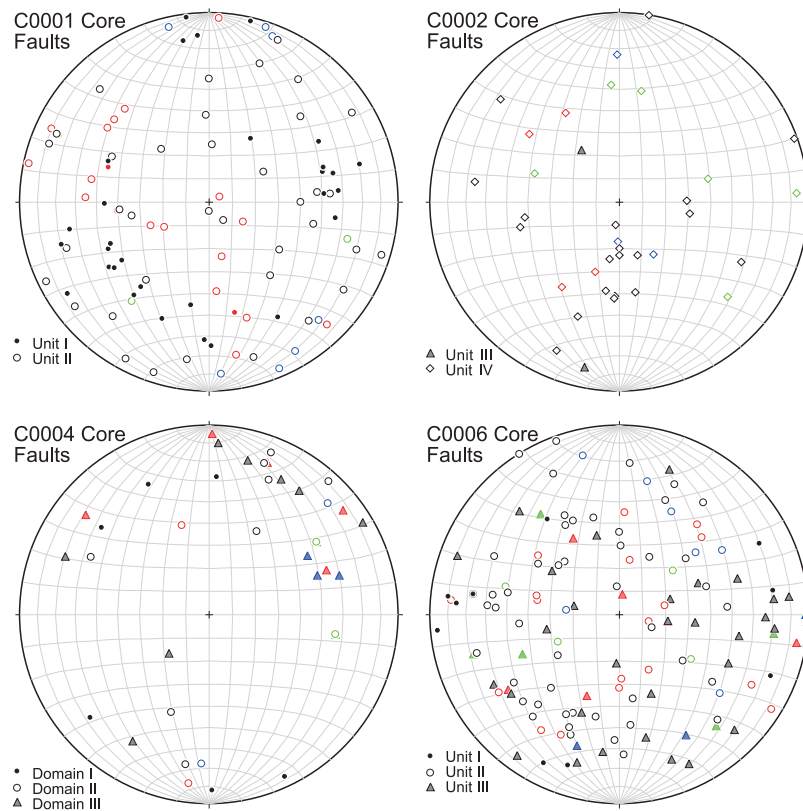 C0001 Core
Faults
Unit I
Unit II
C0002 Core
Faults
Unit III
Unit IV
C0004 Core
Faults
Domain I
Domain II
Domain III
C0006 Core
Faults
Unit I
Unit II
Unit III